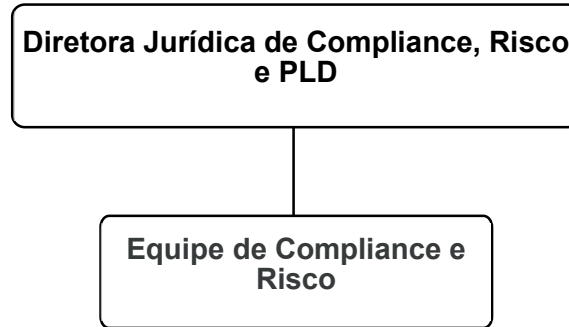 Diretora Jurídica de Compliance, Risco
e PLD
Equipe de Compliance e
Risco